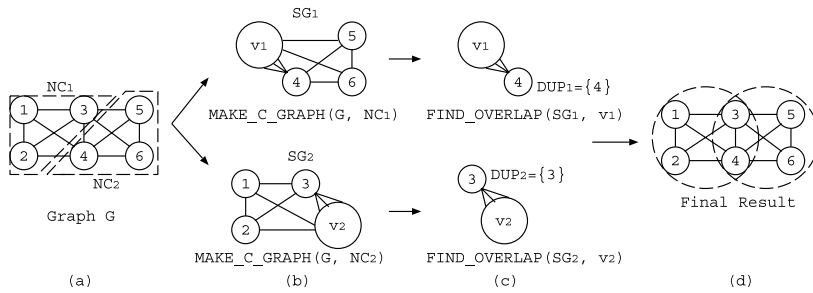 NC1
1 3 5
2 4 6
NC2
Graph G
(a)
SG1
v1 5
4 6
MAKE_C_GRAPH(G, NC1)
SG2
1 3
2 v2
MAKE_C_GRAPH(G, NC2)
(b)
v1
4 DUP1={4}
FIND_OVERLAP(SG1, v1)
3 DUP2={3}
v2
FIND_OVERLAP(SG2, v2)
(c)
1 3 5
2 4 6
Final Result
(d)